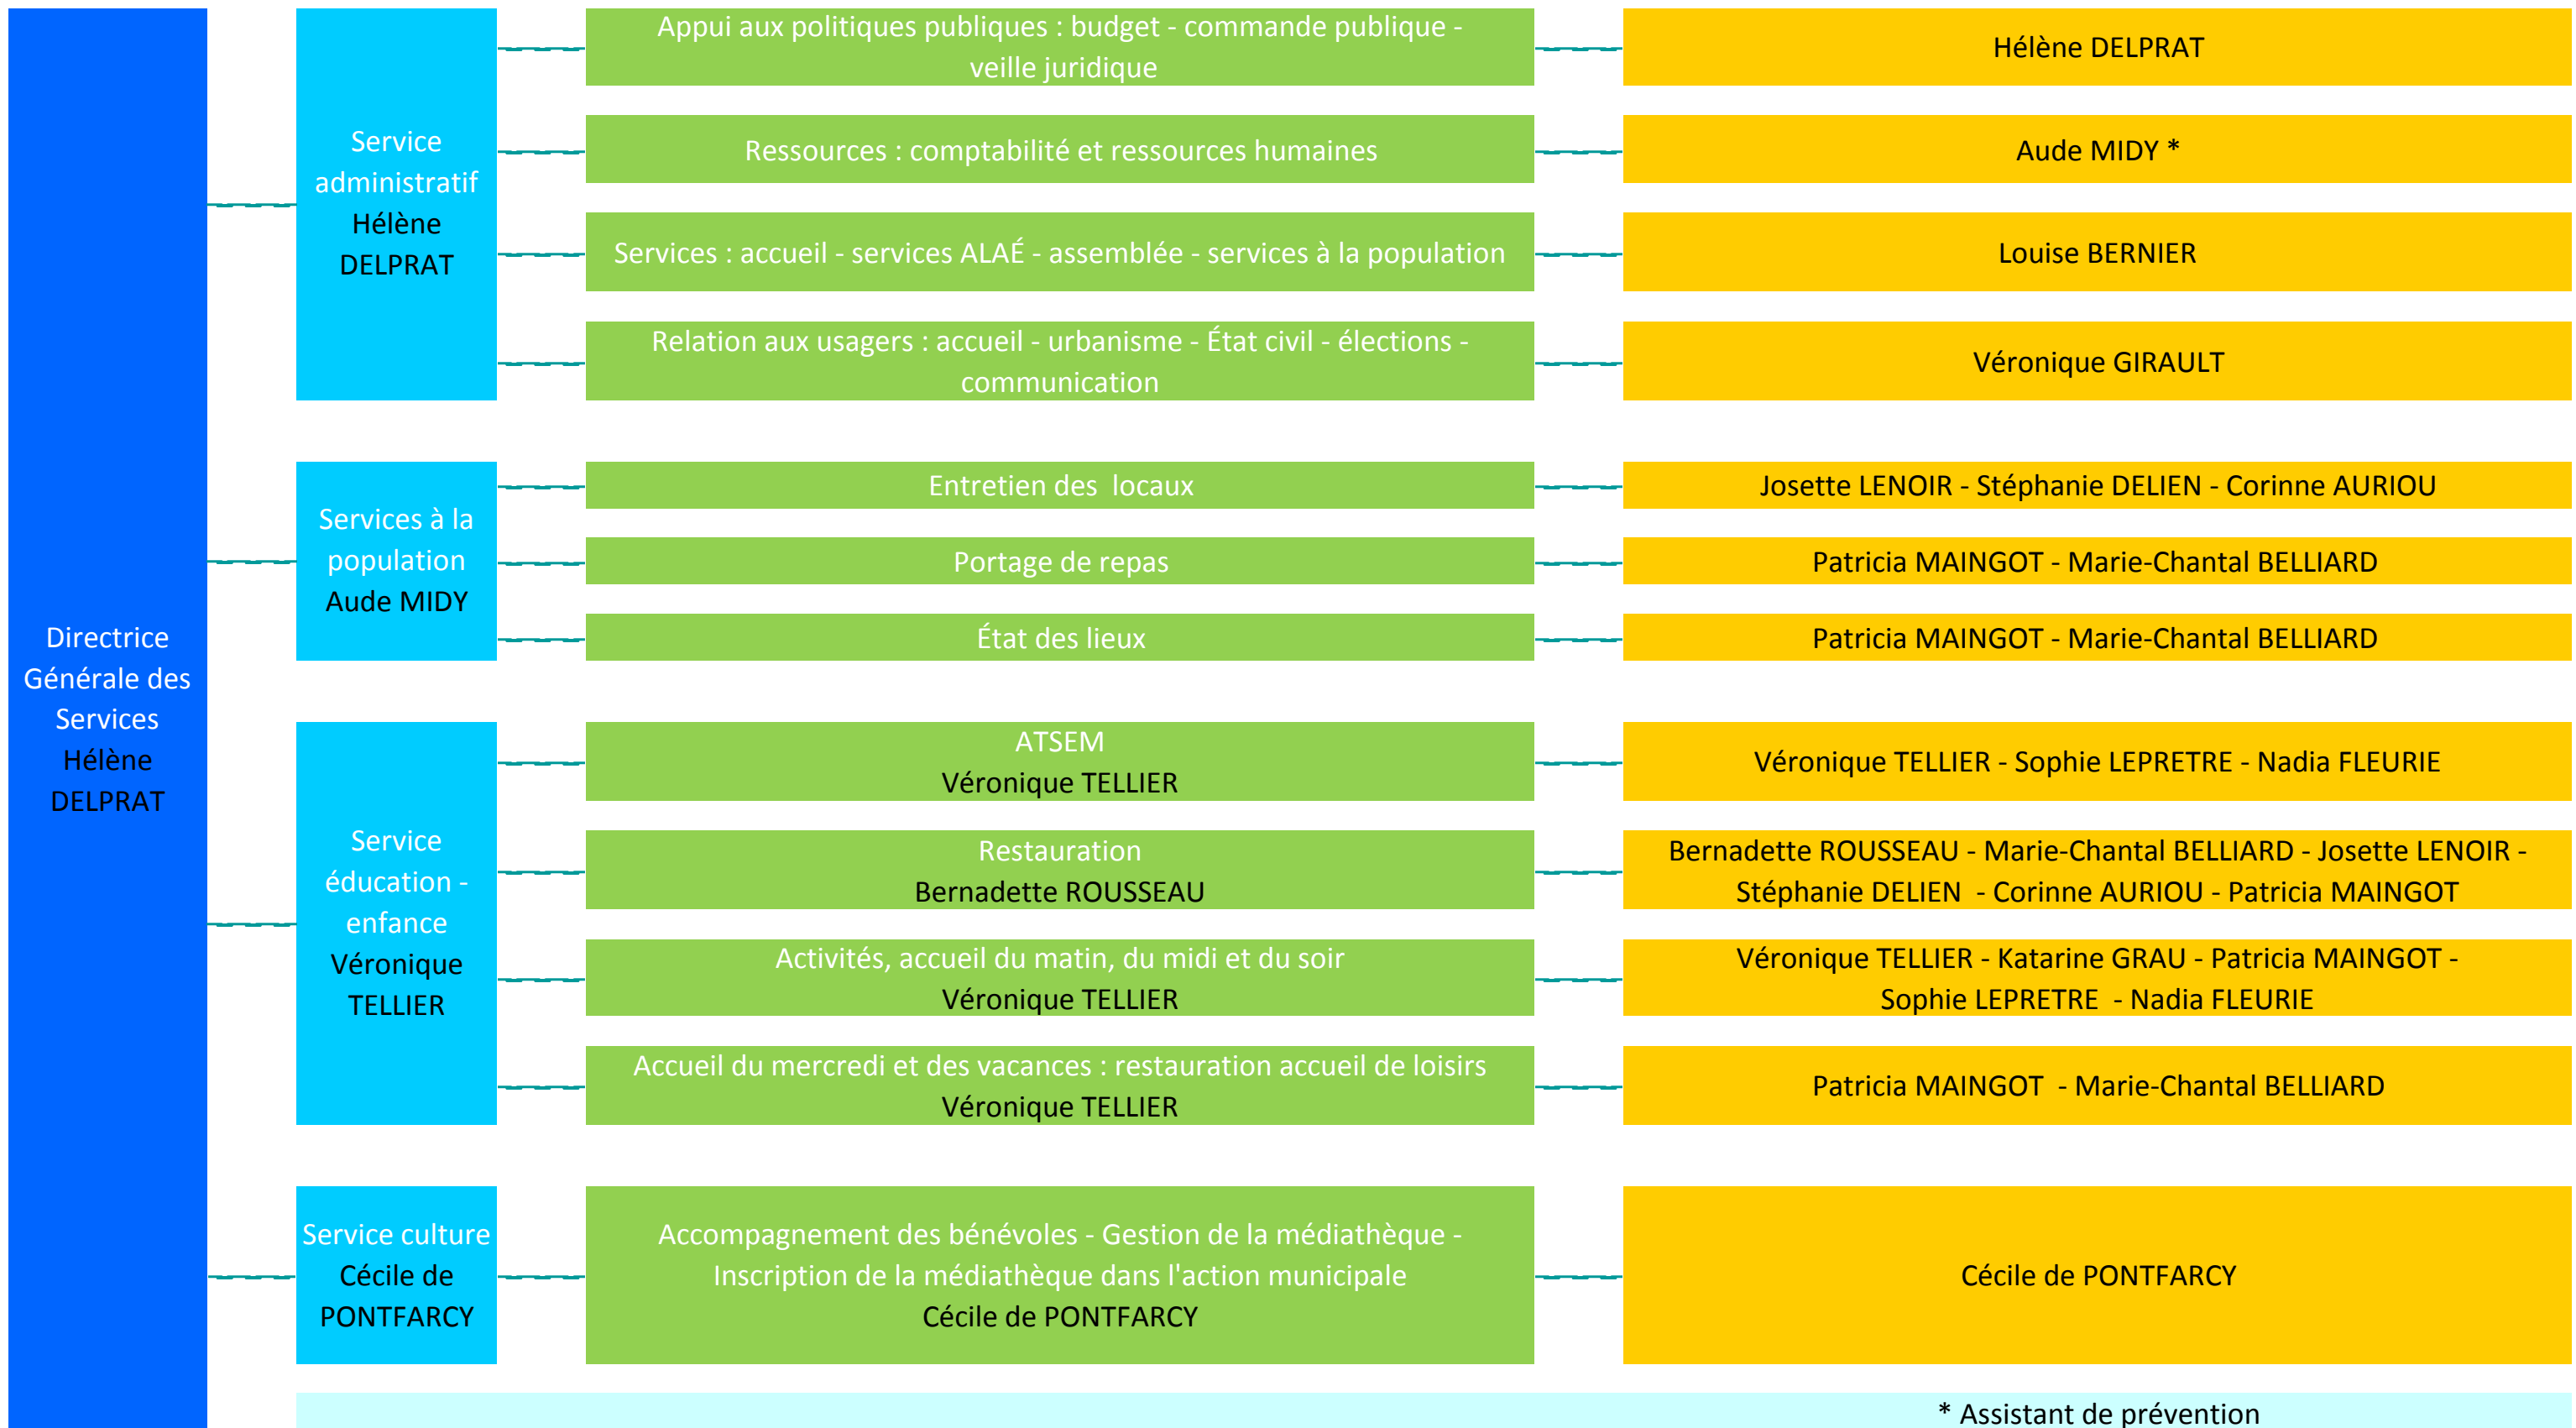 Directrice
Générale des
Services
Hélène
DELPRAT
Service
administratif
Hélène
DELPRAT
Appui aux politiques publiques : budget - commande publique -
veille juridique
Hélène DELPRAT
Ressources : comptabilité et ressources humaines
Aude MIDY *
Services : accueil - services ALAÉ - assemblée - services à la population
Louise BERNIER
Relation aux usagers : accueil - urbanisme - État civil - élections -
communication
Véronique GIRAULT
Services à la
population
Aude MIDY
Entretien des  locaux
Josette LENOIR - Stéphanie DELIEN - Corinne AURIOU
Portage de repas
Patricia MAINGOT - Marie-Chantal BELLIARD
État des lieux
Patricia MAINGOT - Marie-Chantal BELLIARD
Service
éducation -
enfance
Véronique
TELLIER
ATSEM
Véronique TELLIER
Véronique TELLIER - Sophie LEPRETRE - Nadia FLEURIE
Restauration
Bernadette ROUSSEAU
Bernadette ROUSSEAU - Marie-Chantal BELLIARD - Josette LENOIR -
Stéphanie DELIEN  - Corinne AURIOU - Patricia MAINGOT
Activités, accueil du matin, du midi et du soir
Véronique TELLIER
Véronique TELLIER - Katarine GRAU - Patricia MAINGOT -
Sophie LEPRETRE  - Nadia FLEURIE
Accueil du mercredi et des vacances : restauration accueil de loisirs
Véronique TELLIER
Patricia MAINGOT  - Marie-Chantal BELLIARD
Service culture
Cécile de
PONTFARCY
Accompagnement des bénévoles - Gestion de la médiathèque -
Inscription de la médiathèque dans l'action municipale
Cécile de PONTFARCY
Cécile de PONTFARCY
* Assistant de prévention